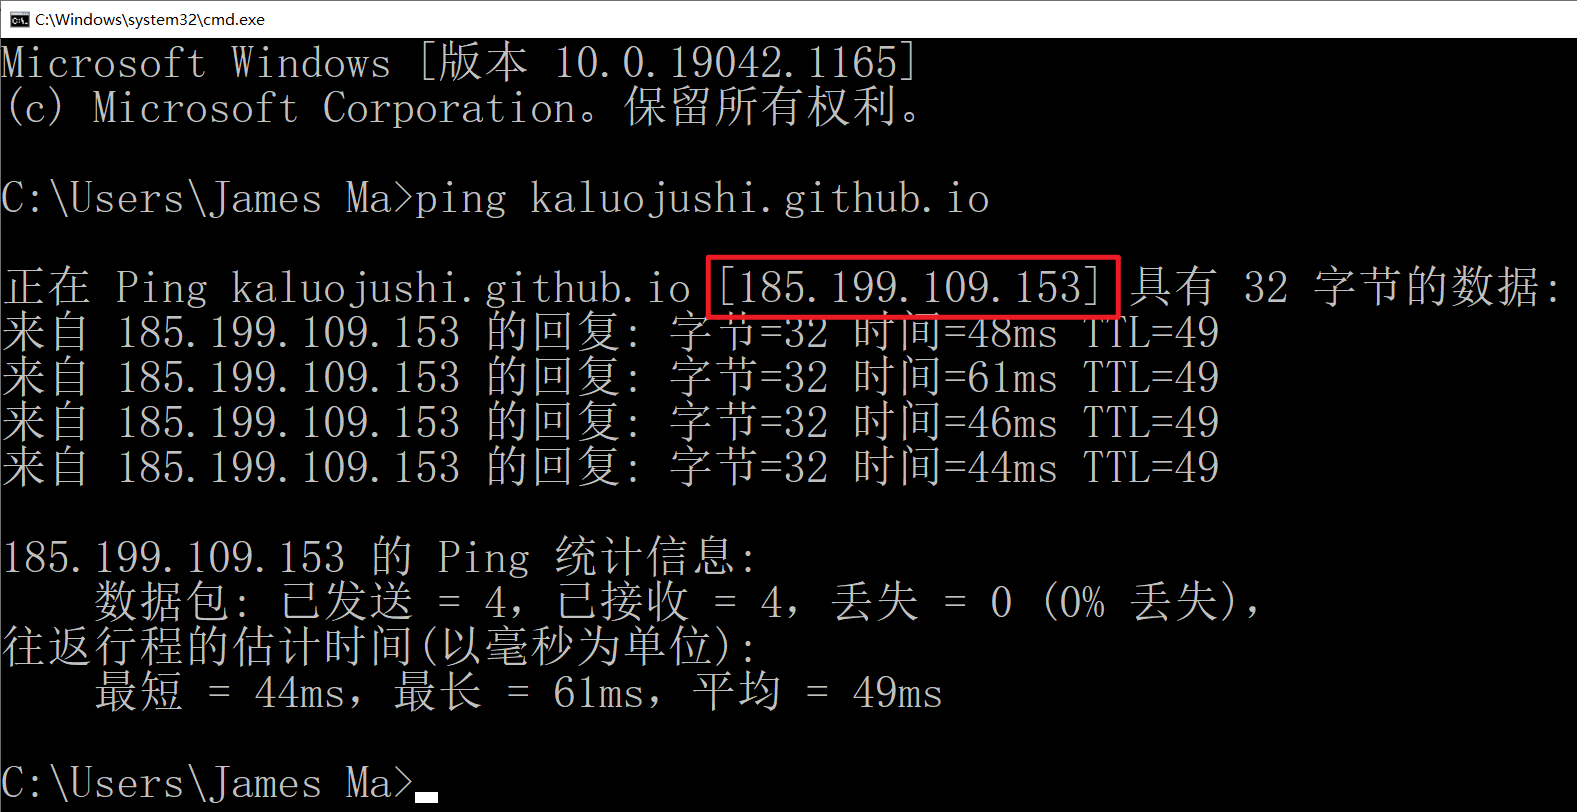 C:\Windows\system32\cmd.exe
Microsoft Windows [版本 10.0.19042.1165]
(c) Microsoft Corporation。保留所有权利。
C:\Users\James Ma>ping kaluojushi.github.io
正在 Ping kaluojushi.github.io [185.199.109.153] 具有 32 字节的数据:
来自 185.199.109.153 的回复: 字节=32 时间=48ms TTL=49
来自 185.199.109.153 的回复: 字节=32 时间=61ms TTL=49
来自 185.199.109.153 的回复: 字节=32 时间=46ms TTL=49
来自 185.199.109.153 的回复: 字节=32 时间=44ms TTL=49
185.199.109.153 的 Ping 统计信息:
    数据包: 已发送 = 4，已接收 = 4，丢失 = 0 (0% 丢失)，
往返行程的估计时间(以毫秒为单位):
    最短 = 44ms，最长 = 61ms，平均 = 49ms
C:\Users\James Ma>